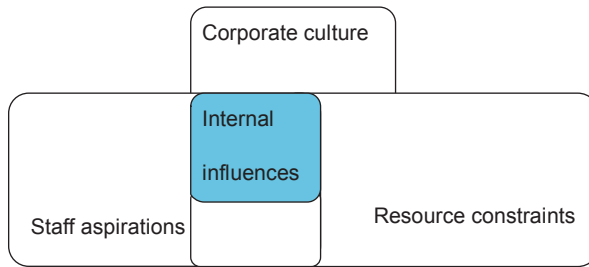 Corporate culture
Internal
influences
Staff aspirations
Resource constraints